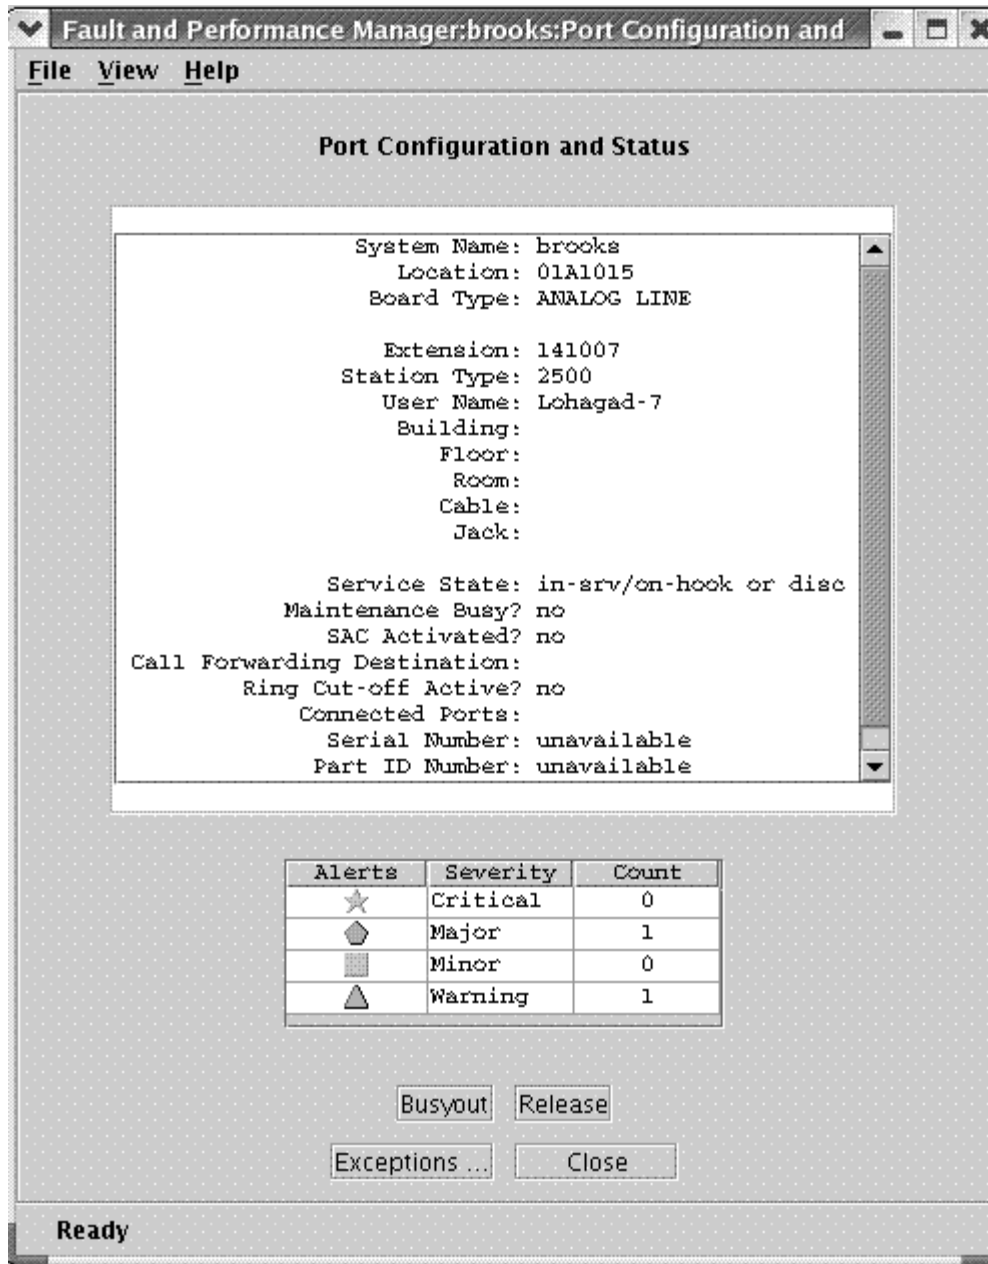 Fault and Performance Manager:brooks:Port Configuration and
File View Help
Port Configuration and Status
System Name: brooks
Location: 01A1015
Board Type: ANALOG LINE
Extension: 141007
Station Type: 2500
User Name: Lohagad-7
Building:
Floor:
Room:
Cable:
Jack:
Service State: in-srv/on-hook or disc
Maintenance Busy? no
SAC Activated? no
Call Forwarding Destination:
Ring Cut-off Active? no
Connected Ports:
Serial Number: unavailable
Part ID Number: unavailable
Alerts Severity Count
Critical 0
Major 1
Minor 0
Warning 1
Busyout Release
Exceptions ... Close
Ready